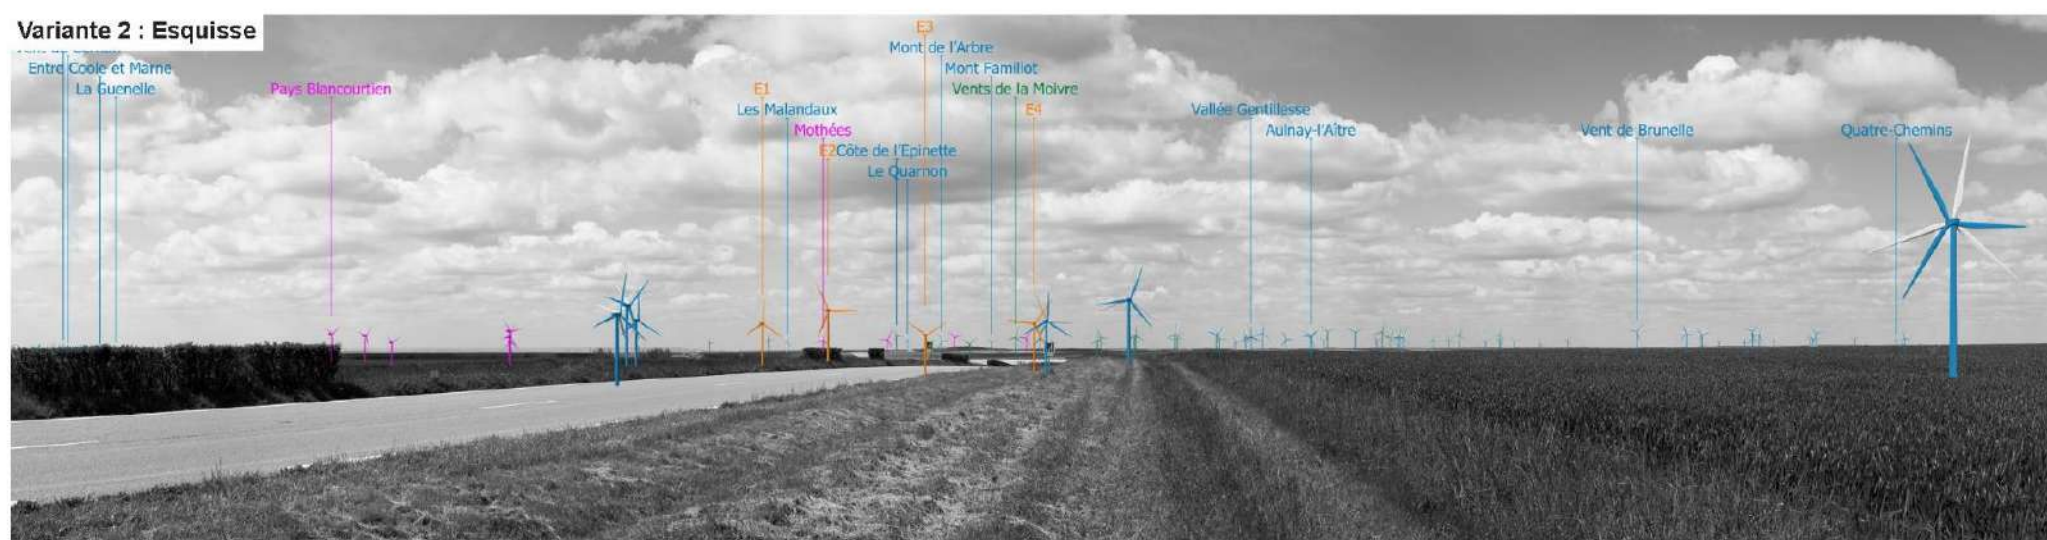 Variante 2 : Esquisse
E3
Mont de l'Arbre
Entre Coole et Marne
Mont Famillot
La Guenelle
Pays Blancourtien
E1
Vents de la Moivre
Les Malandaux
E4
Vallée Gentillesse
Mothées
Aulnay-l'Aître
Vent de Brunelle
Quatre-Chemins
E2
Côte de l'Epinette
Le Quarnon